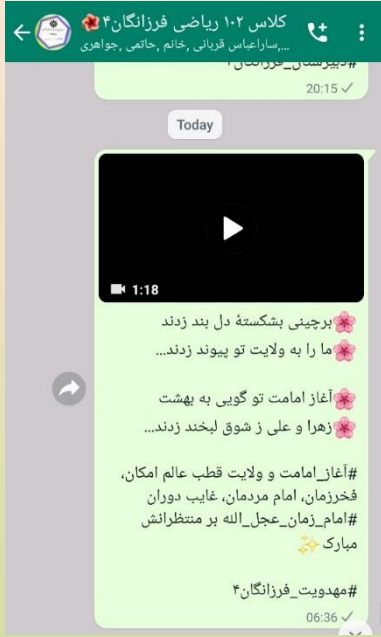 کلاس ۱۰۲ ریاضی فرزانگان۴🌺
ساراعباس قربانی ,خانم ,حاتمی ,جواهری,...
20:15
Today
1:18
🌸برچینی بشکستهٔ دل بند زدند
🌸ما را به ولایت تو پیوند زدند...
🌸آغاز امامت تو گویی به بهشت
🌸زهرا و علی ز شوق لبخند زدند...
#آغاز_امامت و ولایت قطب عالم امکان،
فخرزمان، امام مردمان، غایب دوران
#امام_زمان_عجل_الله بر منتظرانش
مبارک✨
#مهدویت_فرزانگان۴
06:36